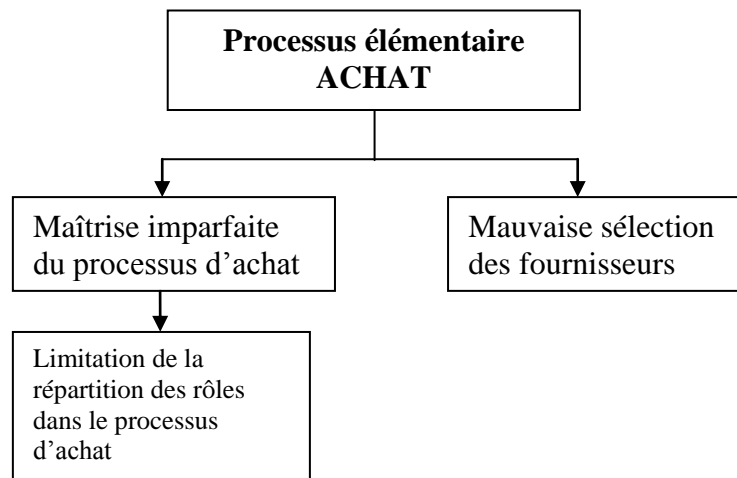 Processus élémentaire
ACHAT
Maîtrise imparfaite
du processus d’achat
Mauvaise sélection
des fournisseurs
Limitation de la
répartition des rôles
dans le processus
d’achat